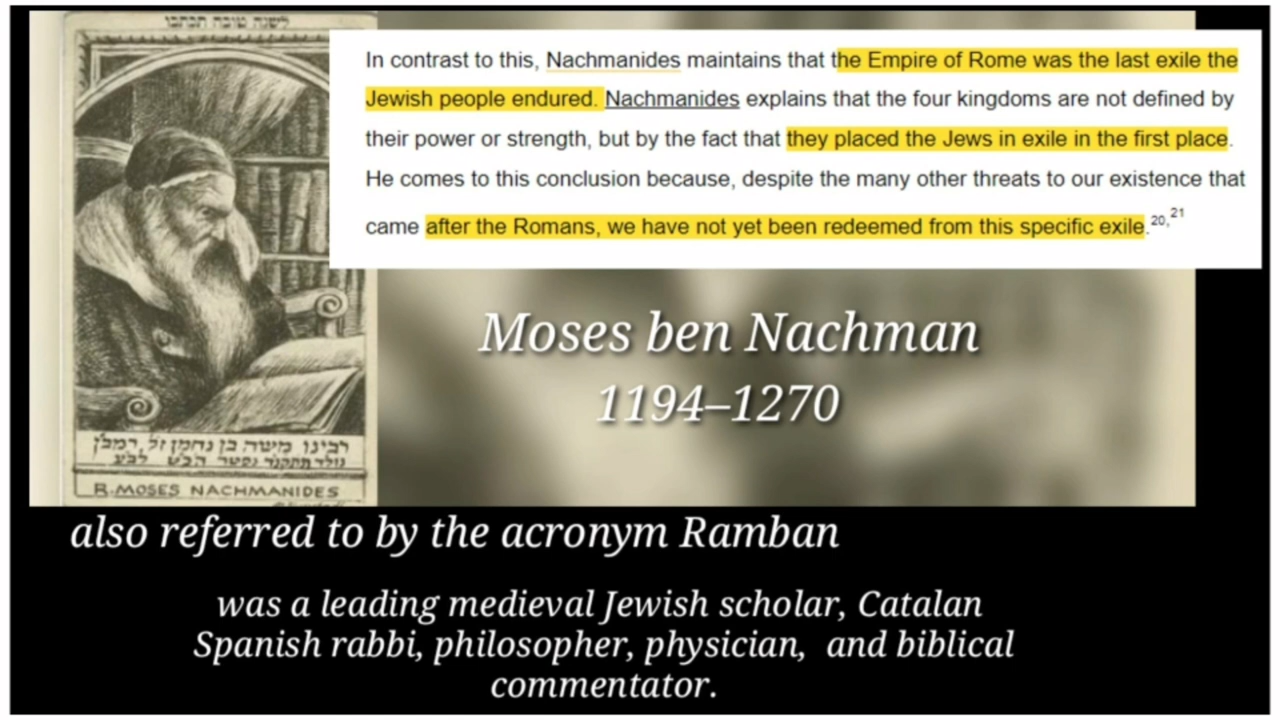 לשנה טובה תכתבו
In contrast to this, Nachmanides maintains that the Empire of Rome was the last exile the
Jewish people endured. Nachmanides explains that the four kingdoms are not defined by
their power or strength, but by the fact that they placed the Jews in exile in the first place.
He comes to this conclusion because, despite the many other threats to our existence that
came after the Romans, we have not yet been redeemed from this specific exile.20,21
Moses ben Nachman
1194–1270
רבינו משה בן נחמן ז"ל, רמב"ן
R. MOSES NACHMANIDES
also referred to by the acronym Ramban
was a leading medieval Jewish scholar, Catalan
Spanish rabbi, philosopher, physician, and biblical
commentator.